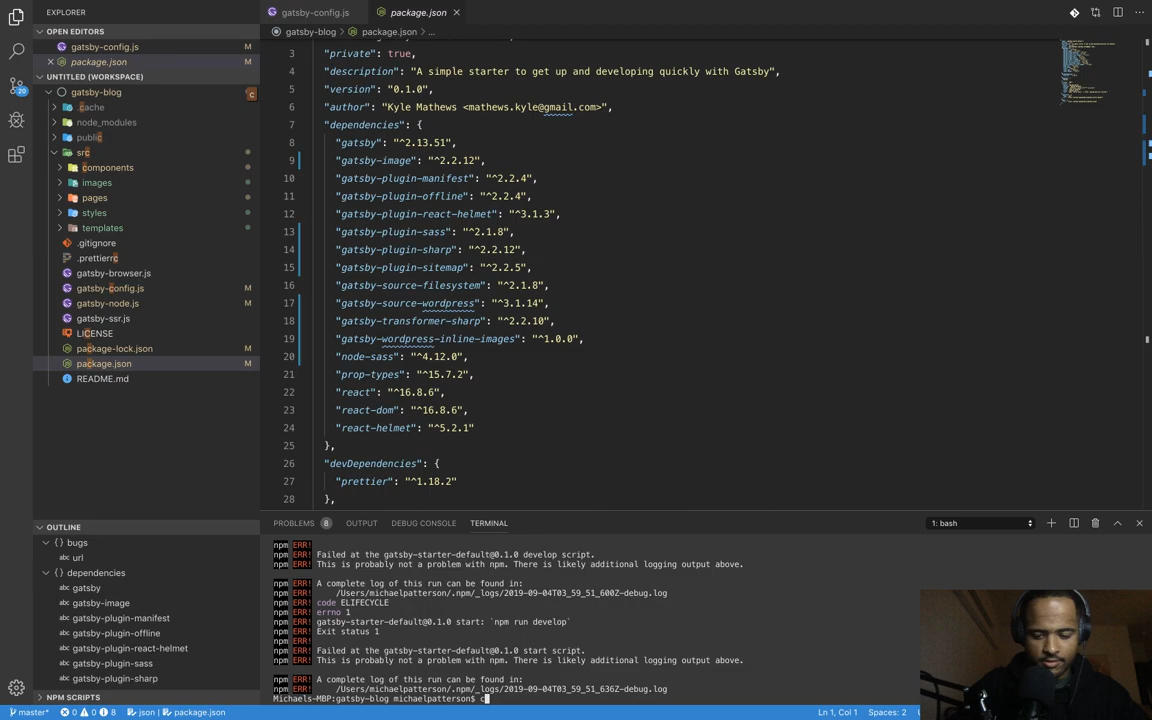 EXPLORER
OPEN EDITORS
gatsby-config.js M
package.json M
UNTITLED (WORKSPACE)
gatsby-blog
.cache
node_modules
public
src
components
images
pages
styles
templates
.gitignore
.prettierrc
gatsby-browser.js
gatsby-config.js M
gatsby-node.js M
gatsby-ssr.js
LICENSE
package-lock.json M
package.json M
README.md
20
c
OUTLINE
{} bugs
abc url
{} dependencies
abc gatsby
abc gatsby-image
abc gatsby-plugin-manifest
abc gatsby-plugin-offline
abc gatsby-plugin-react-helmet
abc gatsby-plugin-sass
abc gatsby-plugin-sharp
NPM SCRIPTS
gatsby-config.js package.json
gatsby-blog package.json ...
3 "private": true,
4 "description": "A simple starter to get up and developing quickly with Gatsby",
5 "version": "0.1.0",
6 "author": "Kyle Mathews <mathews.kyle@gmail.com>",
7 "dependencies": {
8 "gatsby": "^2.13.51",
9 "gatsby-image": "^2.2.12",
10 "gatsby-plugin-manifest": "^2.2.4",
11 "gatsby-plugin-offline": "^2.2.4",
12 "gatsby-plugin-react-helmet": "^3.1.3",
13 "gatsby-plugin-sass": "^2.1.8",
14 "gatsby-plugin-sharp": "^2.2.12",
15 "gatsby-plugin-sitemap": "^2.2.5",
16 "gatsby-source-filesystem": "^2.1.8",
17 "gatsby-source-wordpress": "^3.1.14",
18 "gatsby-transformer-sharp": "^2.2.10",
19 "gatsby-wordpress-inline-images": "^1.0.0",
20 "node-sass": "^4.12.0",
21 "prop-types": "^15.7.2",
22 "react": "^16.8.6",
23 "react-dom": "^16.8.6",
24 "react-helmet": "^5.2.1"
25 },
26 "devDependencies": {
27 "prettier": "^1.18.2"
28 },
PROBLEMS 8 OUTPUT DEBUG CONSOLE TERMINAL 1: bash
npm ERR!
npm ERR! Failed at the gatsby-starter-default@0.1.0 develop script.
npm ERR! This is probably not a problem with npm. There is likely additional logging output above.
npm ERR! A complete log of this run can be found in:
npm ERR! /Users/michaelpatterson/.npm/_logs/2019-09-04T03_59_51_600Z-debug.log
npm ERR! code ELIFECYCLE
npm ERR! errno 1
npm ERR! gatsby-starter-default@0.1.0 start: `npm run develop`
npm ERR! Exit status 1
npm ERR!
npm ERR! Failed at the gatsby-starter-default@0.1.0 start script.
npm ERR! This is probably not a problem with npm. There is likely additional logging output above.
npm ERR! A complete log of this run can be found in:
npm ERR! /Users/michaelpatterson/.npm/_logs/2019-09-04T03_59_51_636Z-debug.log
Michaels-MBP:gatsby-blog michaelpatterson$ c
master* 0 0 8 json package.json Ln 1, Col 1 Spaces: 2